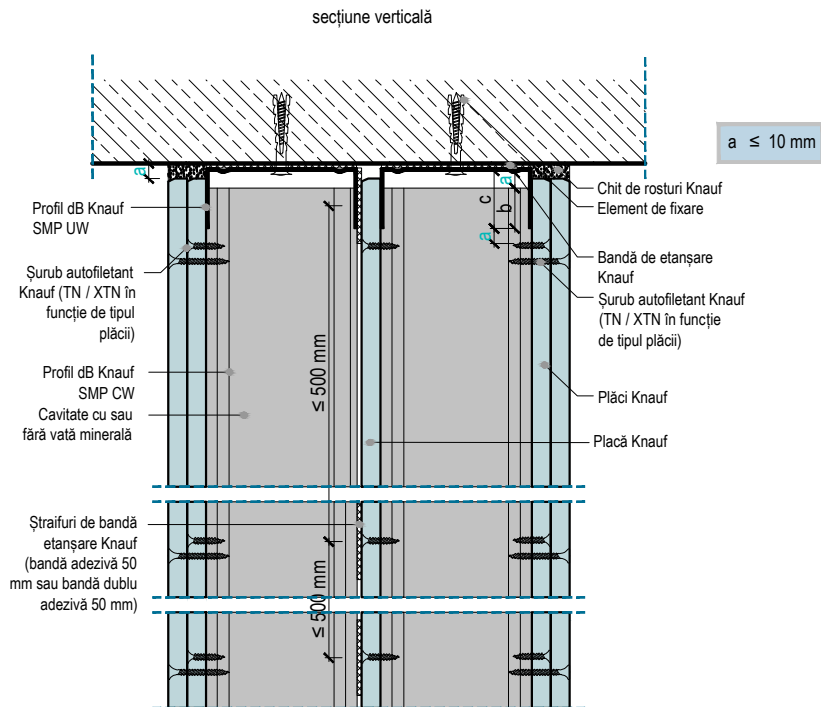 secțiune verticală
a ≤ 10 mm
a
a
c
b
a
Chit de rosturi Knauf
Element de fixare
Profil dB Knauf
SMP UW
Bandă de etanșare
Knauf
Șurub autofiletant
Knauf (TN / XTN în
funcție de tipul
plăcii)
Șurub autofiletant Knauf
(TN / XTN în funcție
de tipul plăcii)
≤ 500 mm
Profil dB Knauf
SMP CW
Cavitate cu sau
fără vată minerală
Plăci Knauf
Placă Knauf
Ștraifuri de bandă
etanșare Knauf
(bandă adezivă 50
mm sau bandă dublu
adezivă 50 mm)
≤ 500 mm